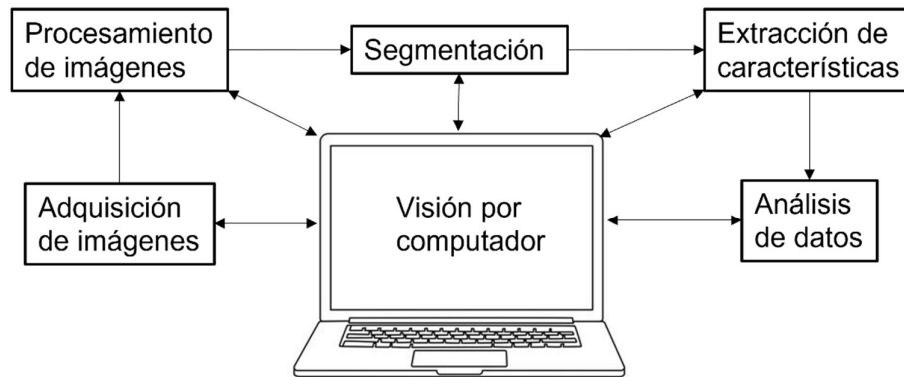 Procesamiento
de imágenes
Segmentación
Extracción de
características
Adquisición
de imágenes
Visión por
computador
Análisis
de datos